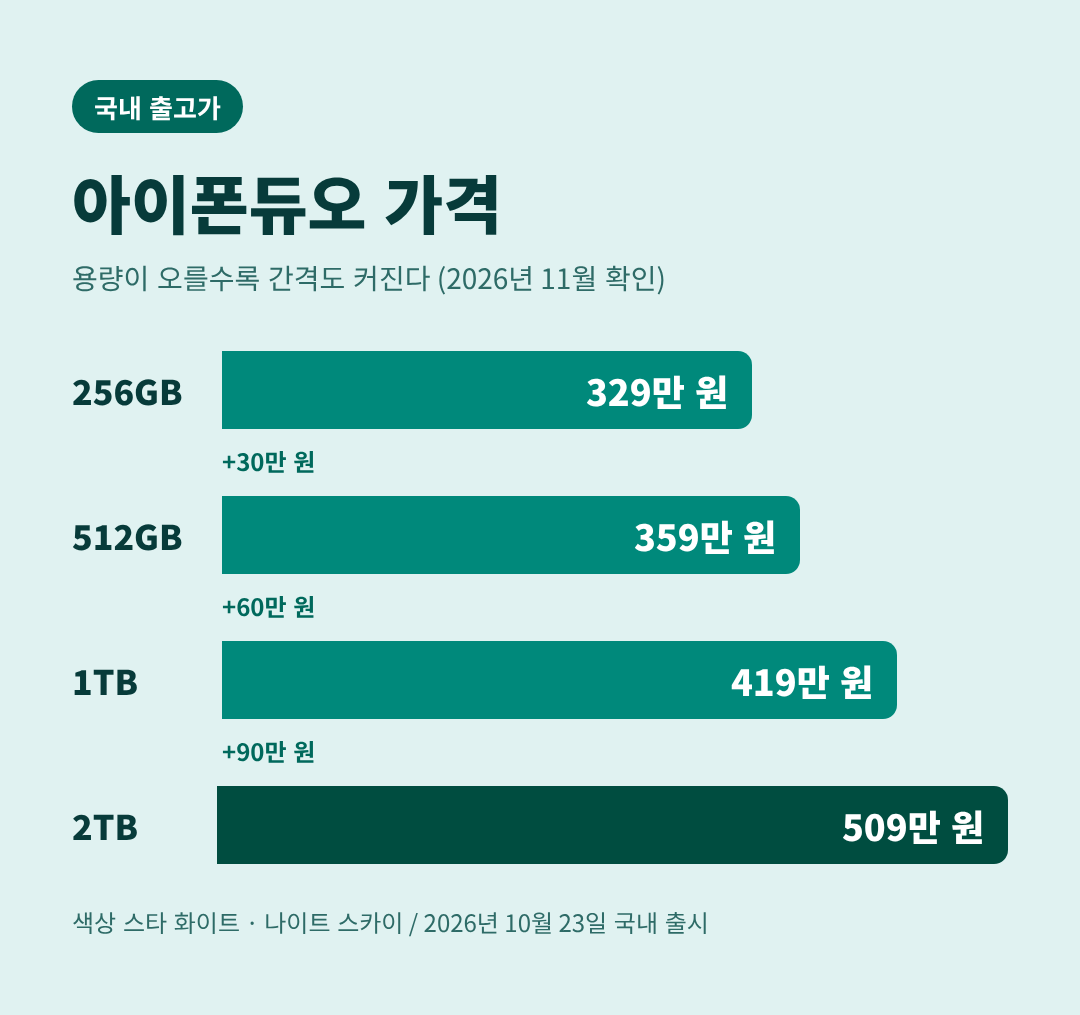 국내 출고가
아이폰듀오 가격
용량이 오를수록 간격도 커진다 (2026년 11월 확인)
256GB 329만 원
+30만 원
512GB 359만 원
+60만 원
1TB 419만 원
+90만 원
2TB 509만 원
색상 스타 화이트 · 나이트 스카이 / 2026년 10월 23일 국내 출시